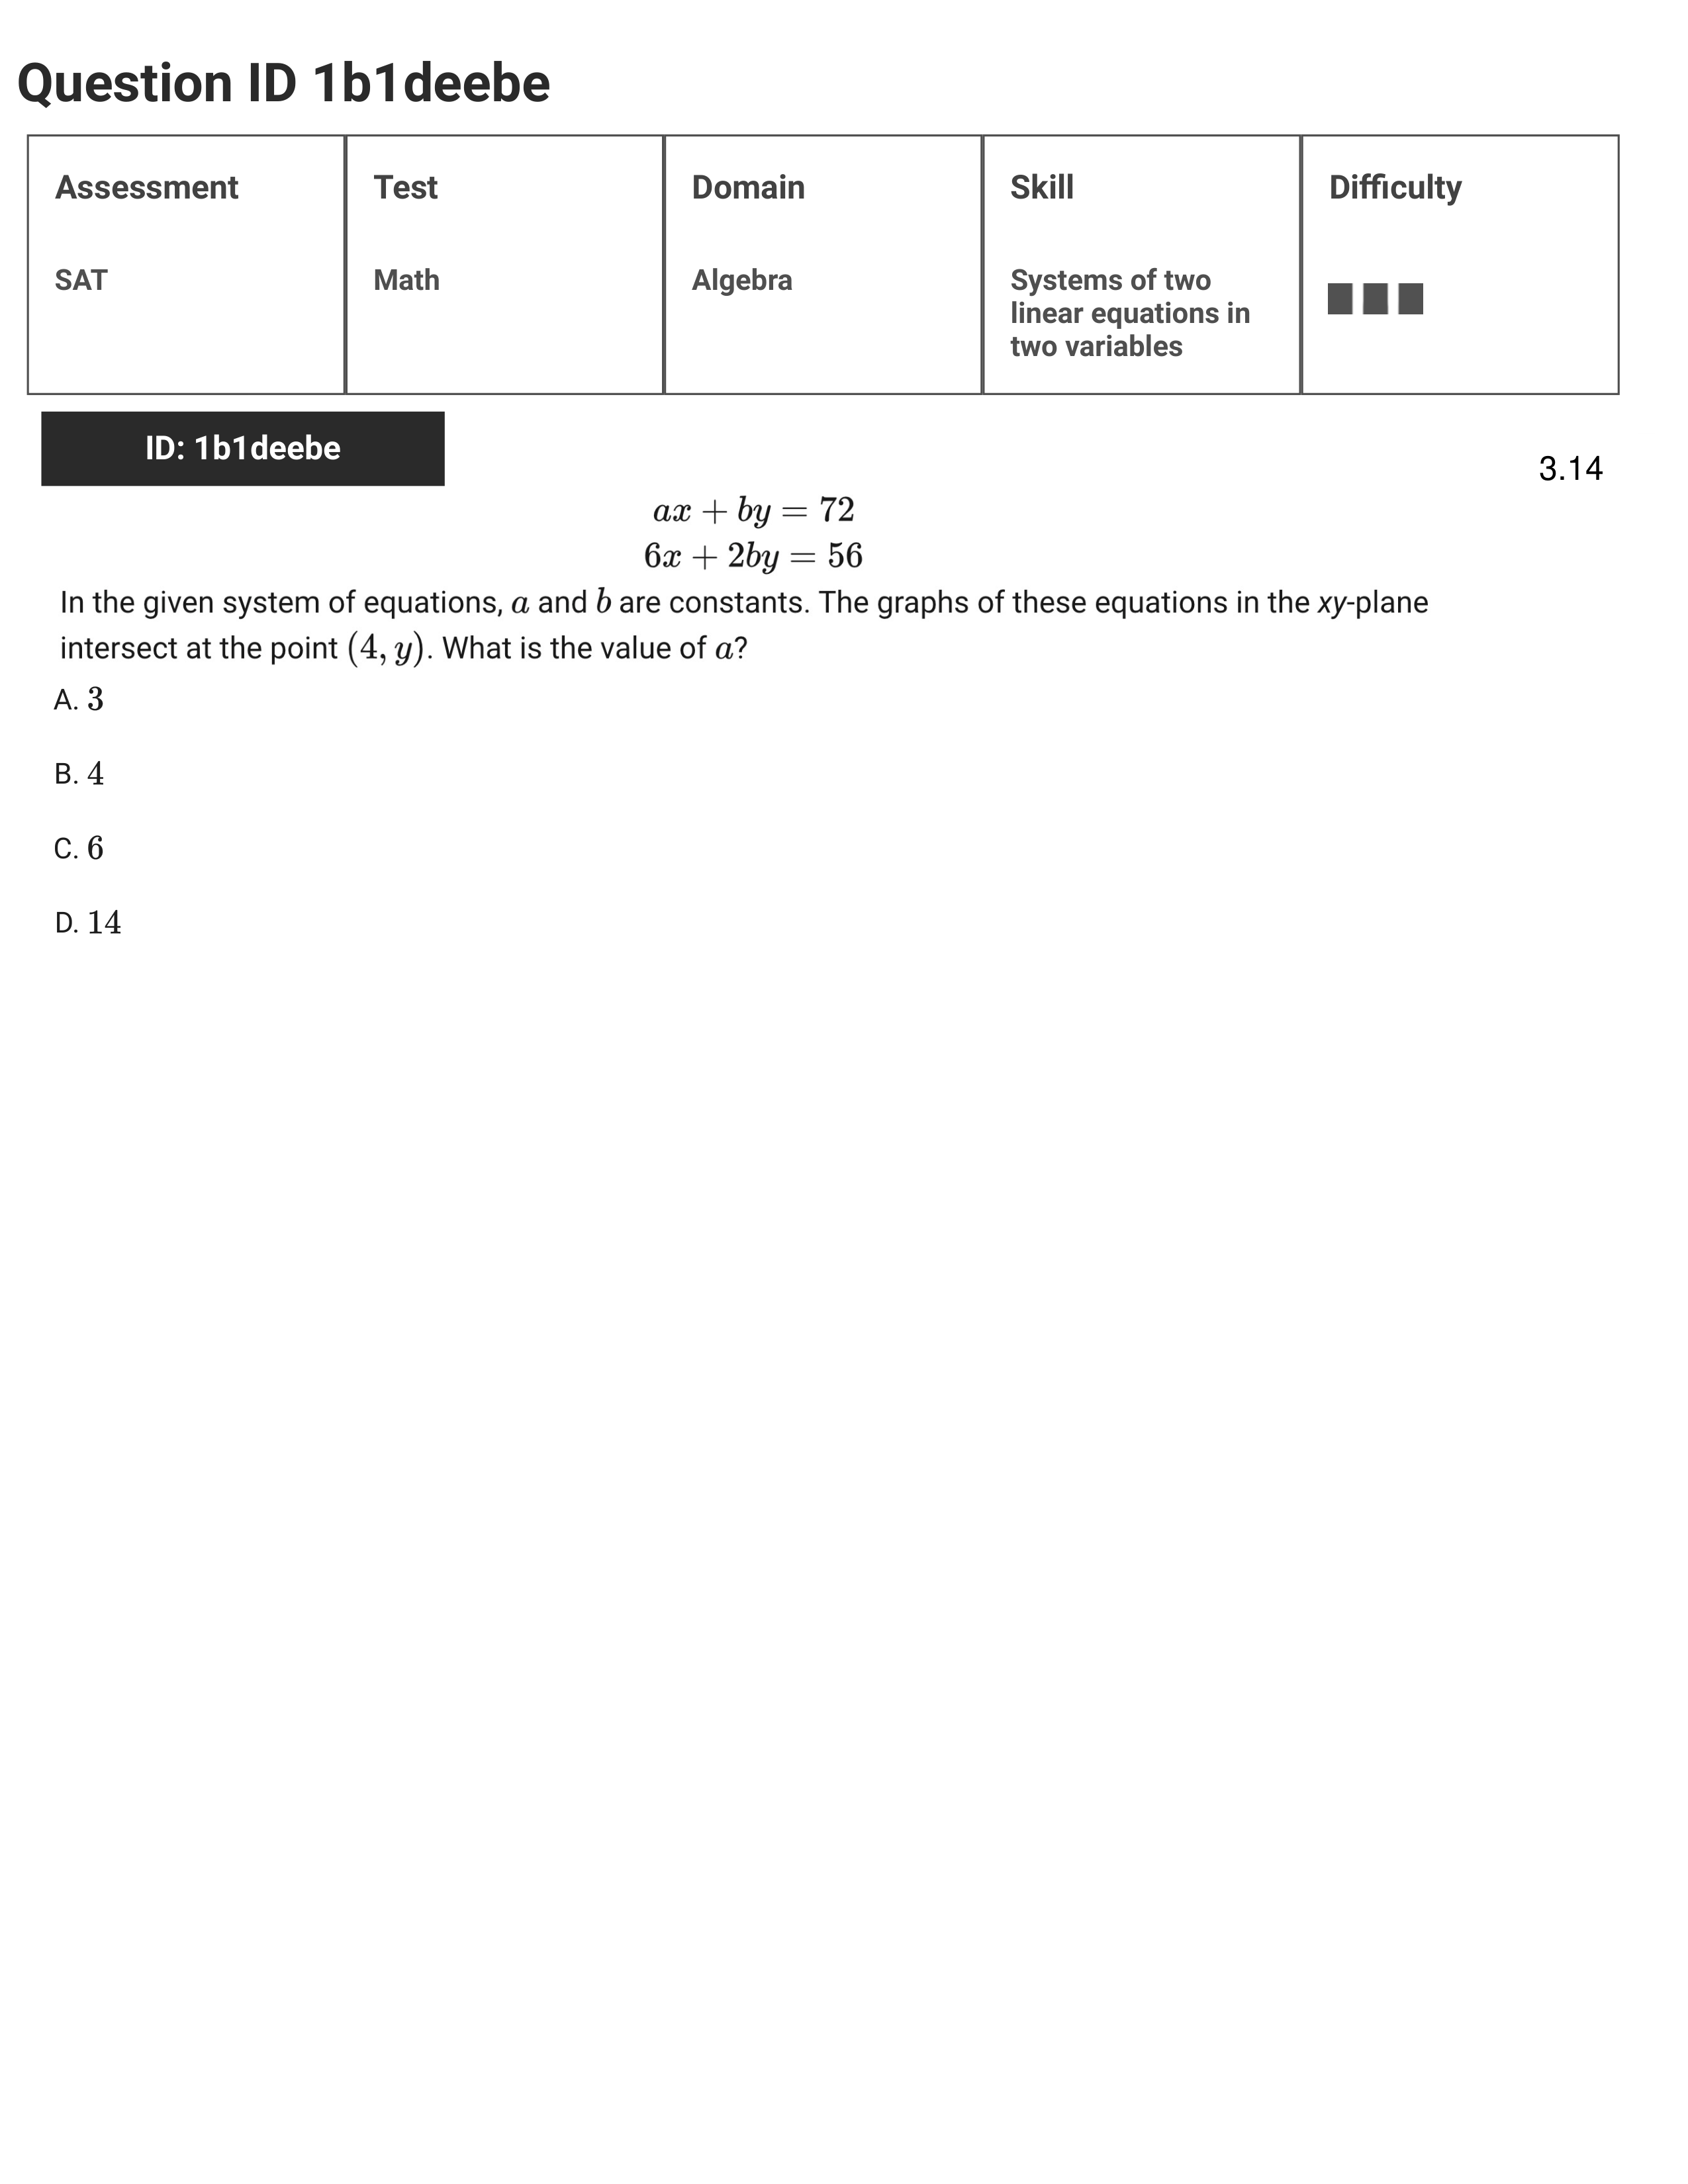 Question ID 1b1deebe
Assessment
Test
Domain
Skill
Difficulty
SAT
Math
Algebra
Systems of two
linear equations in
two variables
ID: 1b1deebe
3.14
ax + by = 72
6x + 2by = 56
In the given system of equations, a and b are constants. The graphs of these equations in the xy-plane
intersect at the point (4, y). What is the value of a?
A. 3
B. 4
C. 6
D. 14